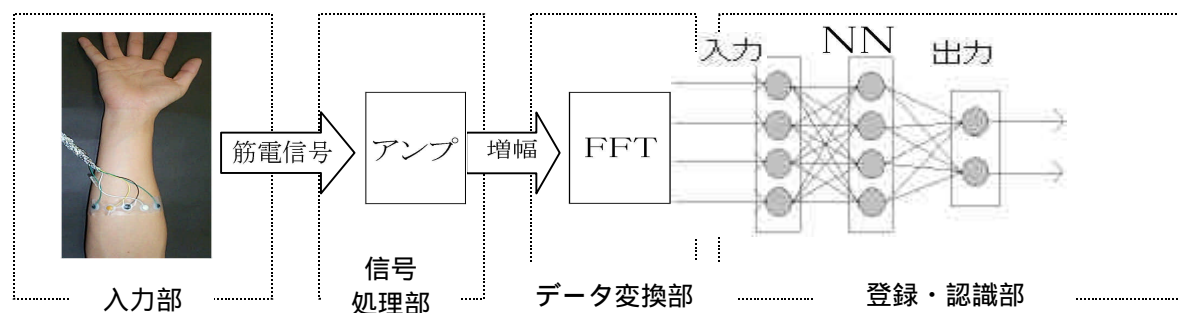 入力
NN
出力
筋電信号
アンプ
増幅
FFT
入力部
信号
処理部
データ変換部
登録・認識部